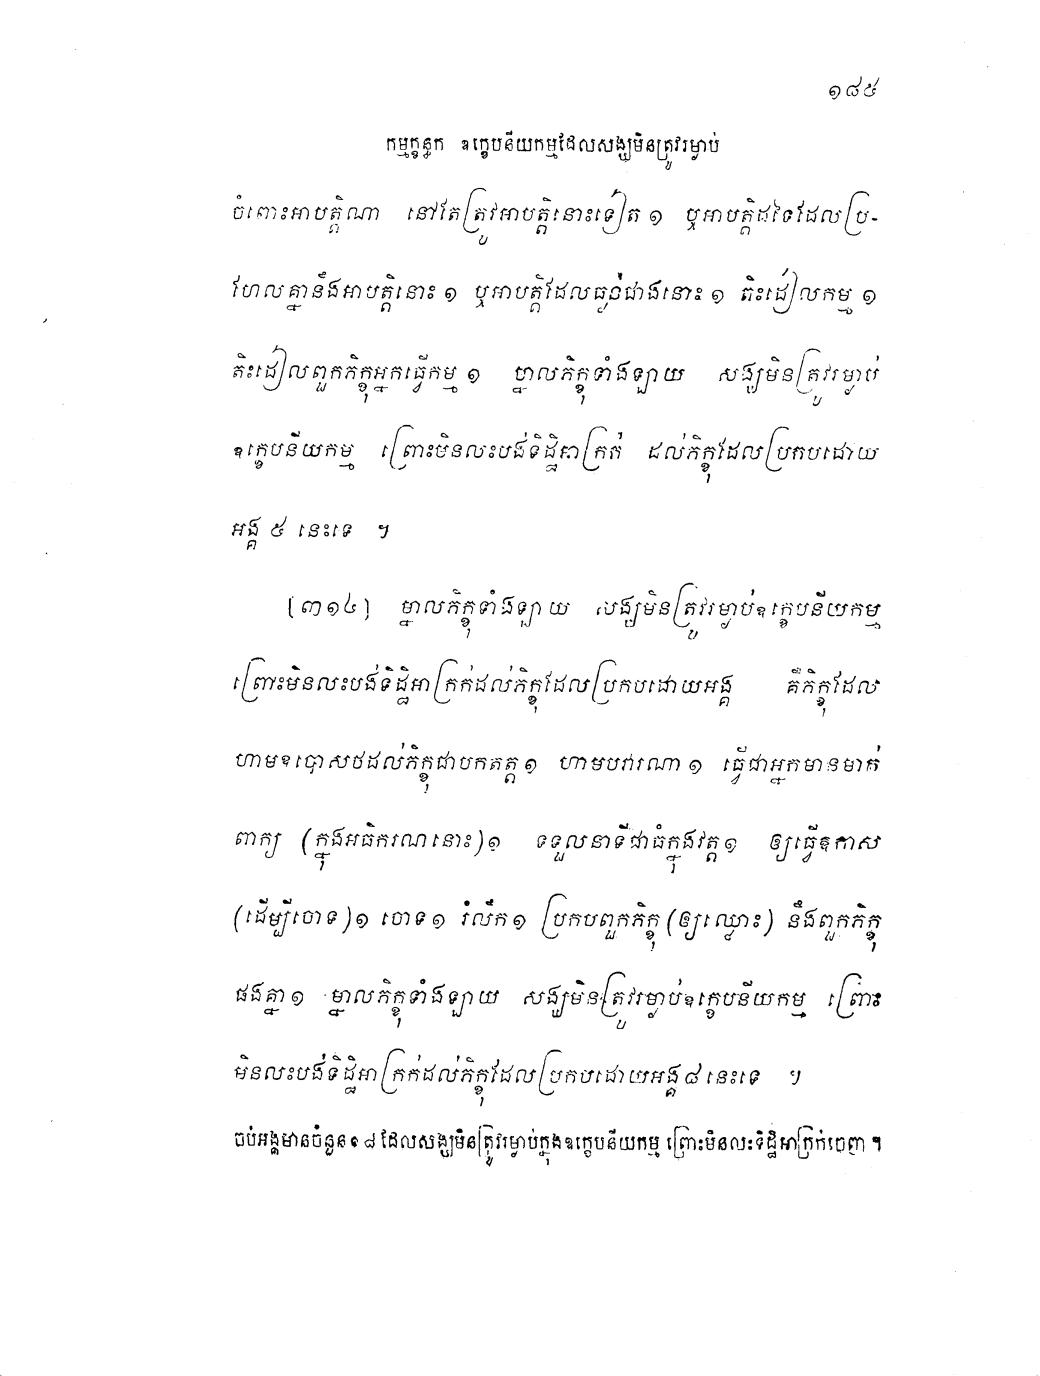 ១៨៥
កម្មក្ខន្ធក ឧក្ខេបនីយកម្មដែលសង្ឃមិនត្រូវរម្ងាប់
ចំពោះអាបត្តិណា នៅតែត្រូវអាបត្តិនោះទៀត ១ ឬអាបត្តិដទៃដែលប្រ-
ហែលគ្នានឹងអាបត្តិនោះ ១ ឬអាបត្តិដែលធ្ងន់ជាងនោះ ១ តិះដៀលកម្ម ១
តិះដៀលពួកភិក្ខុអ្នកធ្វើកម្ម ១ ម្នាលភិក្ខុទាំងឡាយ សង្ឃមិនត្រូវរម្ងាប់
ឧក្ខេបនីយកម្ម ព្រោះមិនលះបង់ទិដ្ឋិអាក្រក់ ដល់ភិក្ខុដែលប្រកបដោយ
អង្គ ៥ នេះទេ ។
[៣១៤] ម្នាលភិក្ខុទាំងឡាយ សង្ឃមិនត្រូវរម្ងាប់ឧក្ខេបនីយកម្ម
ព្រោះមិនលះបង់ទិដ្ឋិអាក្រក់ដល់ភិក្ខុដែលប្រកបដោយអង្គ គឺភិក្ខុដែល
ហាមឧបោសថដល់ភិក្ខុជាបកតត្ត ១ ហាមបវារណា ១ ធ្វើជាអ្នកមានមាត់
ពាក្យ (ក្នុងអធិករណនោះ) ១ ទទួលនាទីជាធំក្នុងវត្ត ១ ឲ្យធ្វើឱកាស
(ដើម្បីចោទ) ១ ចោទ ១ រំលឹក ១ ប្រកបពួកភិក្ខុ (ឲ្យឈ្លោះ) នឹងពួកភិក្ខុ
ផងគ្នា ១ ម្នាលភិក្ខុទាំងឡាយ សង្ឃមិនត្រូវរម្ងាប់ឧក្ខេបនីយកម្ម ព្រោះ
មិនលះបង់ទិដ្ឋិអាក្រក់ដល់ភិក្ខុដែលប្រកបដោយអង្គ ៨ នេះទេ ។
ចប់អង្គមានចំនួន១៨ ដែលសង្ឃមិនត្រូវរម្ងាប់ក្នុងឧក្ខេបនីយកម្ម ព្រោះមិនលះទិដ្ឋិអាក្រក់ចេញ ។